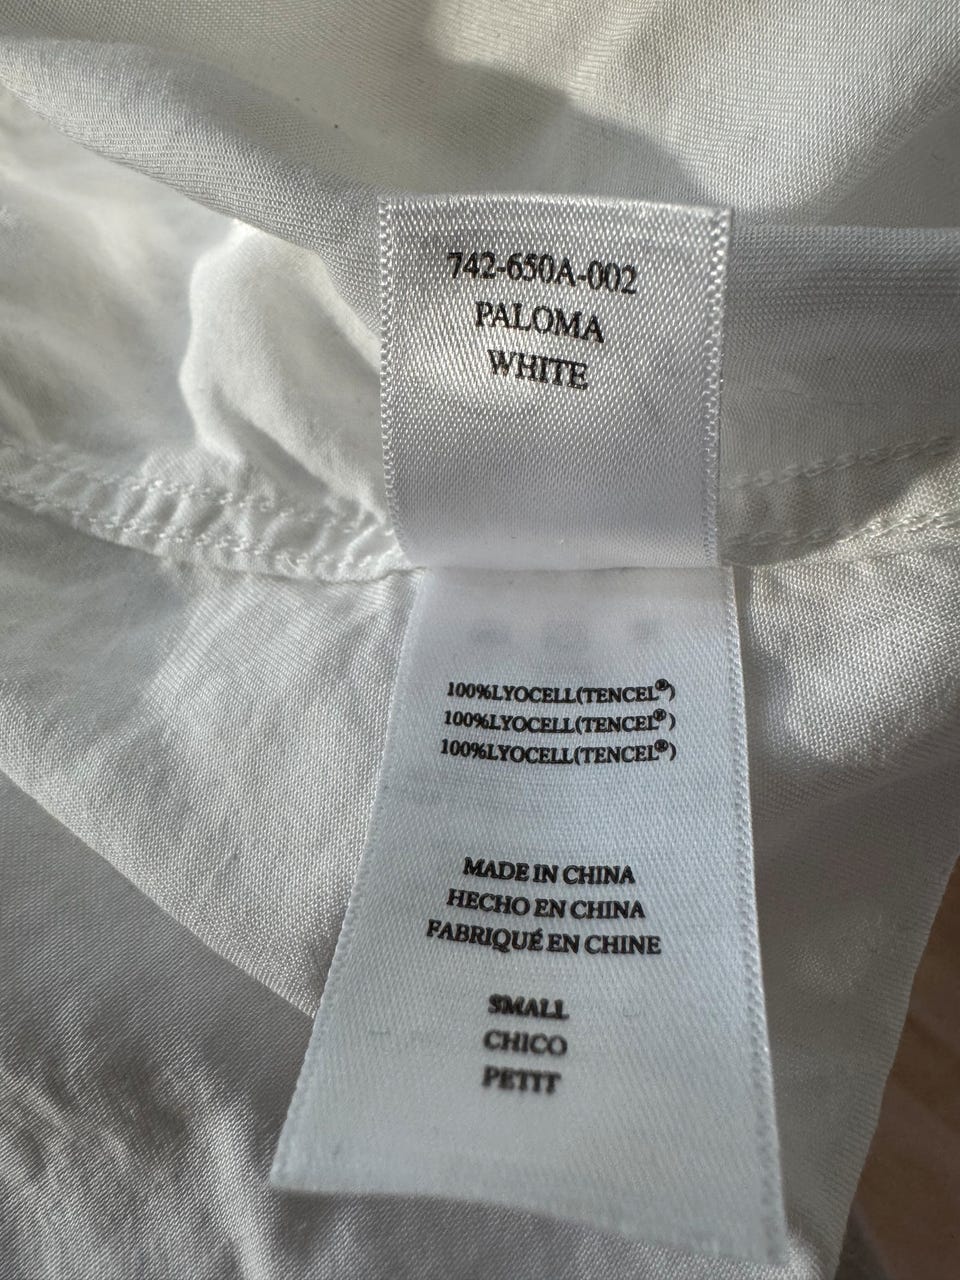 742-650A-002
PALOMA
WHITE
100%LYOCELL(TENCEL®)
100%LYOCELL(TENCEL®)
100%LYOCELL(TENCEL®)
MADE IN CHINA
HECHO EN CHINA
FABRIQUÉ EN CHINE
SMALL
CHICO
PETIT